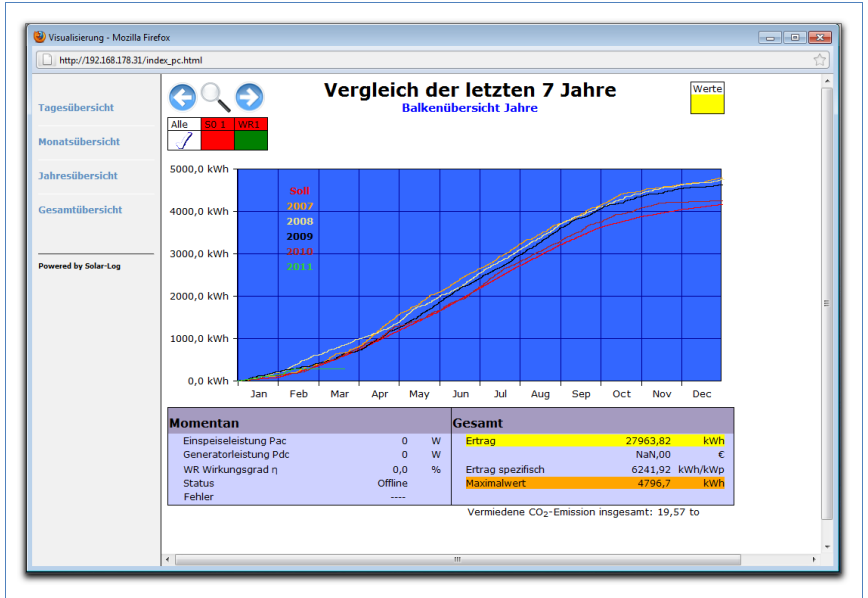 Visualisierung - Mozilla Firefox
http://192.168.178.31/index_pc.html
Tagesübersicht
Monatsübersicht
Jahresübersicht
Gesamtübersicht
Powered by Solar-Log
Vergleich der letzten 7 Jahre
Balkenübersicht Jahre
Werte
Alle S0 1 WR1
5000,0 kWh
4000,0 kWh
3000,0 kWh
2000,0 kWh
1000,0 kWh
0,0 kWh
Soll
2007
2008
2009
2010
2011
Jan Feb Mar Apr May Jun Jul Aug Sep Oct Nov Dec
Momentan
Einspeiseleistung Pac 0 W
Generatorleistung Pdc 0 W
WR Wirkungsgrad η 0,0 %
Status Offline
Fehler ----
Gesamt
Ertrag 27963,82 kWh
NaN,00 €
Ertrag spezifisch 6241,92 kWh/kWp
Maximalwert 4796,7 kWh
Vermiedene CO₂-Emission insgesamt: 19,57 to